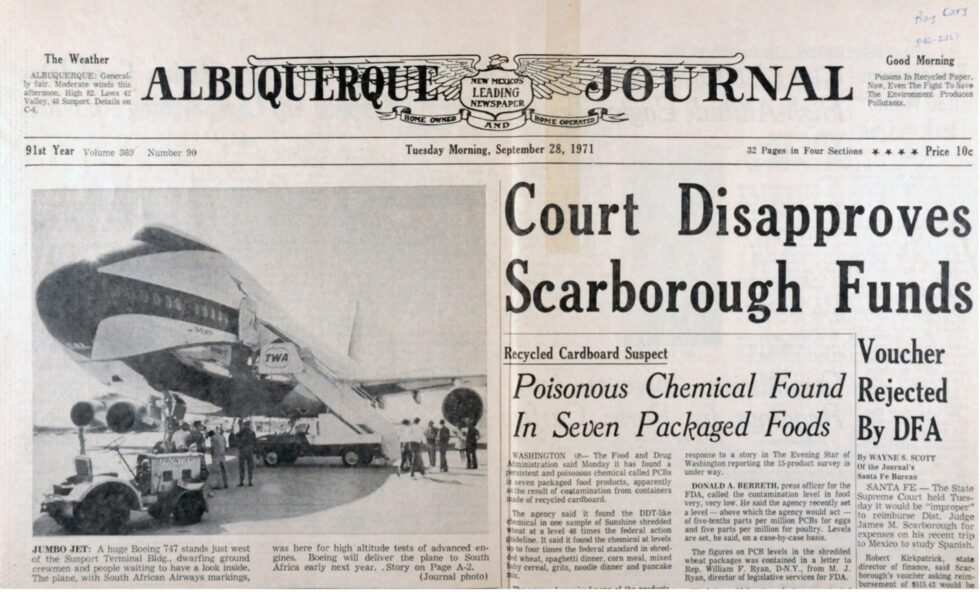 Ray Cary
The Weather
ALBUQUERQUE: General-
ly fair. Moderate winds this
afternoon. High 82. Lows 42
Valley, 48 Sunport. Details on
C-4.
ALBUQUERQUE JOURNAL
NEW MEXICO'S
LEADING
NEWSPAPER
HOME OWNED AND HOME OPERATED
Good Morning
Poisons In Recycled Paper.
Now, Even The Fight To Save
The Environment Produces
Pollutants.
91st Year Volume 369 Number 90
Tuesday Morning, September 28, 1971
32 Pages in Four Sections ★ ★ ★ ★ Price 10c
TWA
FRONTIER
JUMBO JET: A huge Boeing 747 stands just west
of the Sunport Terminal Bldg., dwarfing ground
crewmen and people waiting to have a look inside.
The plane, with South African Airways markings,
was here for high altitude tests of advanced en-
gines. Boeing will deliver the plane to South
Africa early next year. .Story on Page A-2.
(Journal photo)
Court Disapproves
Scarborough Funds
Recycled Cardboard Suspect
Poisonous Chemical Found
In Seven Packaged Foods
WASHINGTON — The Food and Drug
Administration said Monday it has found a
persistent and poisonous chemical called PCBs
in seven packaged food products, apparently
as the result of contamination from containers
made of recycled cardboard.
The agency said it found the DDT-like
chemical in one sample of Sunshine shredded
wheat at a level 48 times the federal action
guideline. It said it found the chemical at levels
up to four times the federal sanction in shred-
ded wheat, spaghetti dinner, corn meal, mixed
baby cereal, grits, noodle dinner and pancake
mix.
response to a story in The Evening Star of
Washington reporting the 15-product survey is
under way.
DONALD A. BERRETH, press officer for the
FDA, called the contamination level in food
very, very low. He said the agency recently set
a level — above which the agency would act —
of five-tenths parts per million PCBs for eggs
and five parts per million for poultry. Levels
are set, he said, on a case-by-case basis.
The figures on PCB levels in the shredded
wheat packages was contained in a letter to
Rep. William F. Ryan, D-N.Y., from M. J.
Ryan, director of legislative services for FDA.
Voucher
Rejected
By DFA
By WAYNE S. SCOTT
Of the Journal's
Santa Fe Bureau
SANTA FE — The State
Supreme Court held Tues-
day it would be "improper"
to reimburse Dist. Judge
James M. Scarborough for
expenses on his recent trip
to Mexico to study Spanish.
Robert Kirkpatrick, state
director of finance, said Scar-
borough's voucher asking reim-
bursement of $515.43 would be